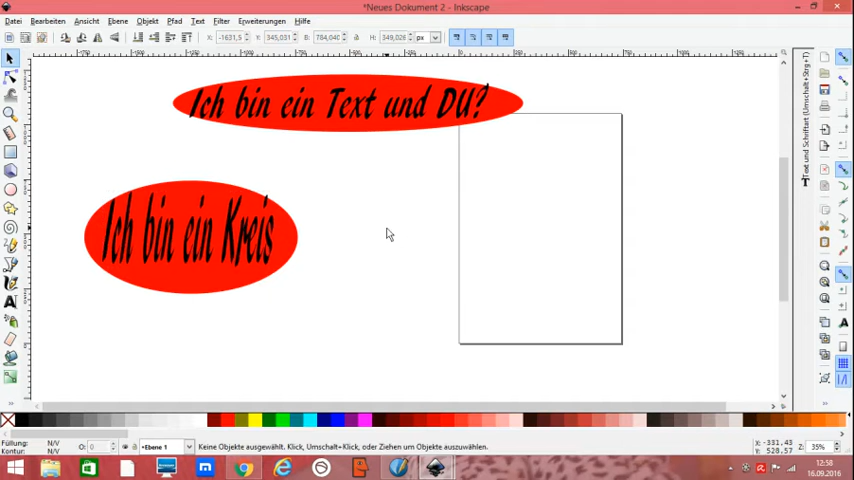 *Neues Dokument 2 - Inkscape
Datei Bearbeiten Ansicht Ebene Objekt Pfad Text Filter Erweiterungen Hilfe
X: -1631,5 Y: 345,031 B: 784,040 H: 349,026 px
Ich bin ein Text und DU?
Ich bin ein Kreis
Text und Schriftart (Umschalt+Strg+T)
Füllung: N/V
Kontur: N/V
O: 0
•Ebene 1
Keine Objekte ausgewählt. Klick, Umschalt+Klick, oder Ziehen um Objekte auszuwählen.
X: -331,43
Y: 528,57
Z: 35%
12:58
16.09.2016